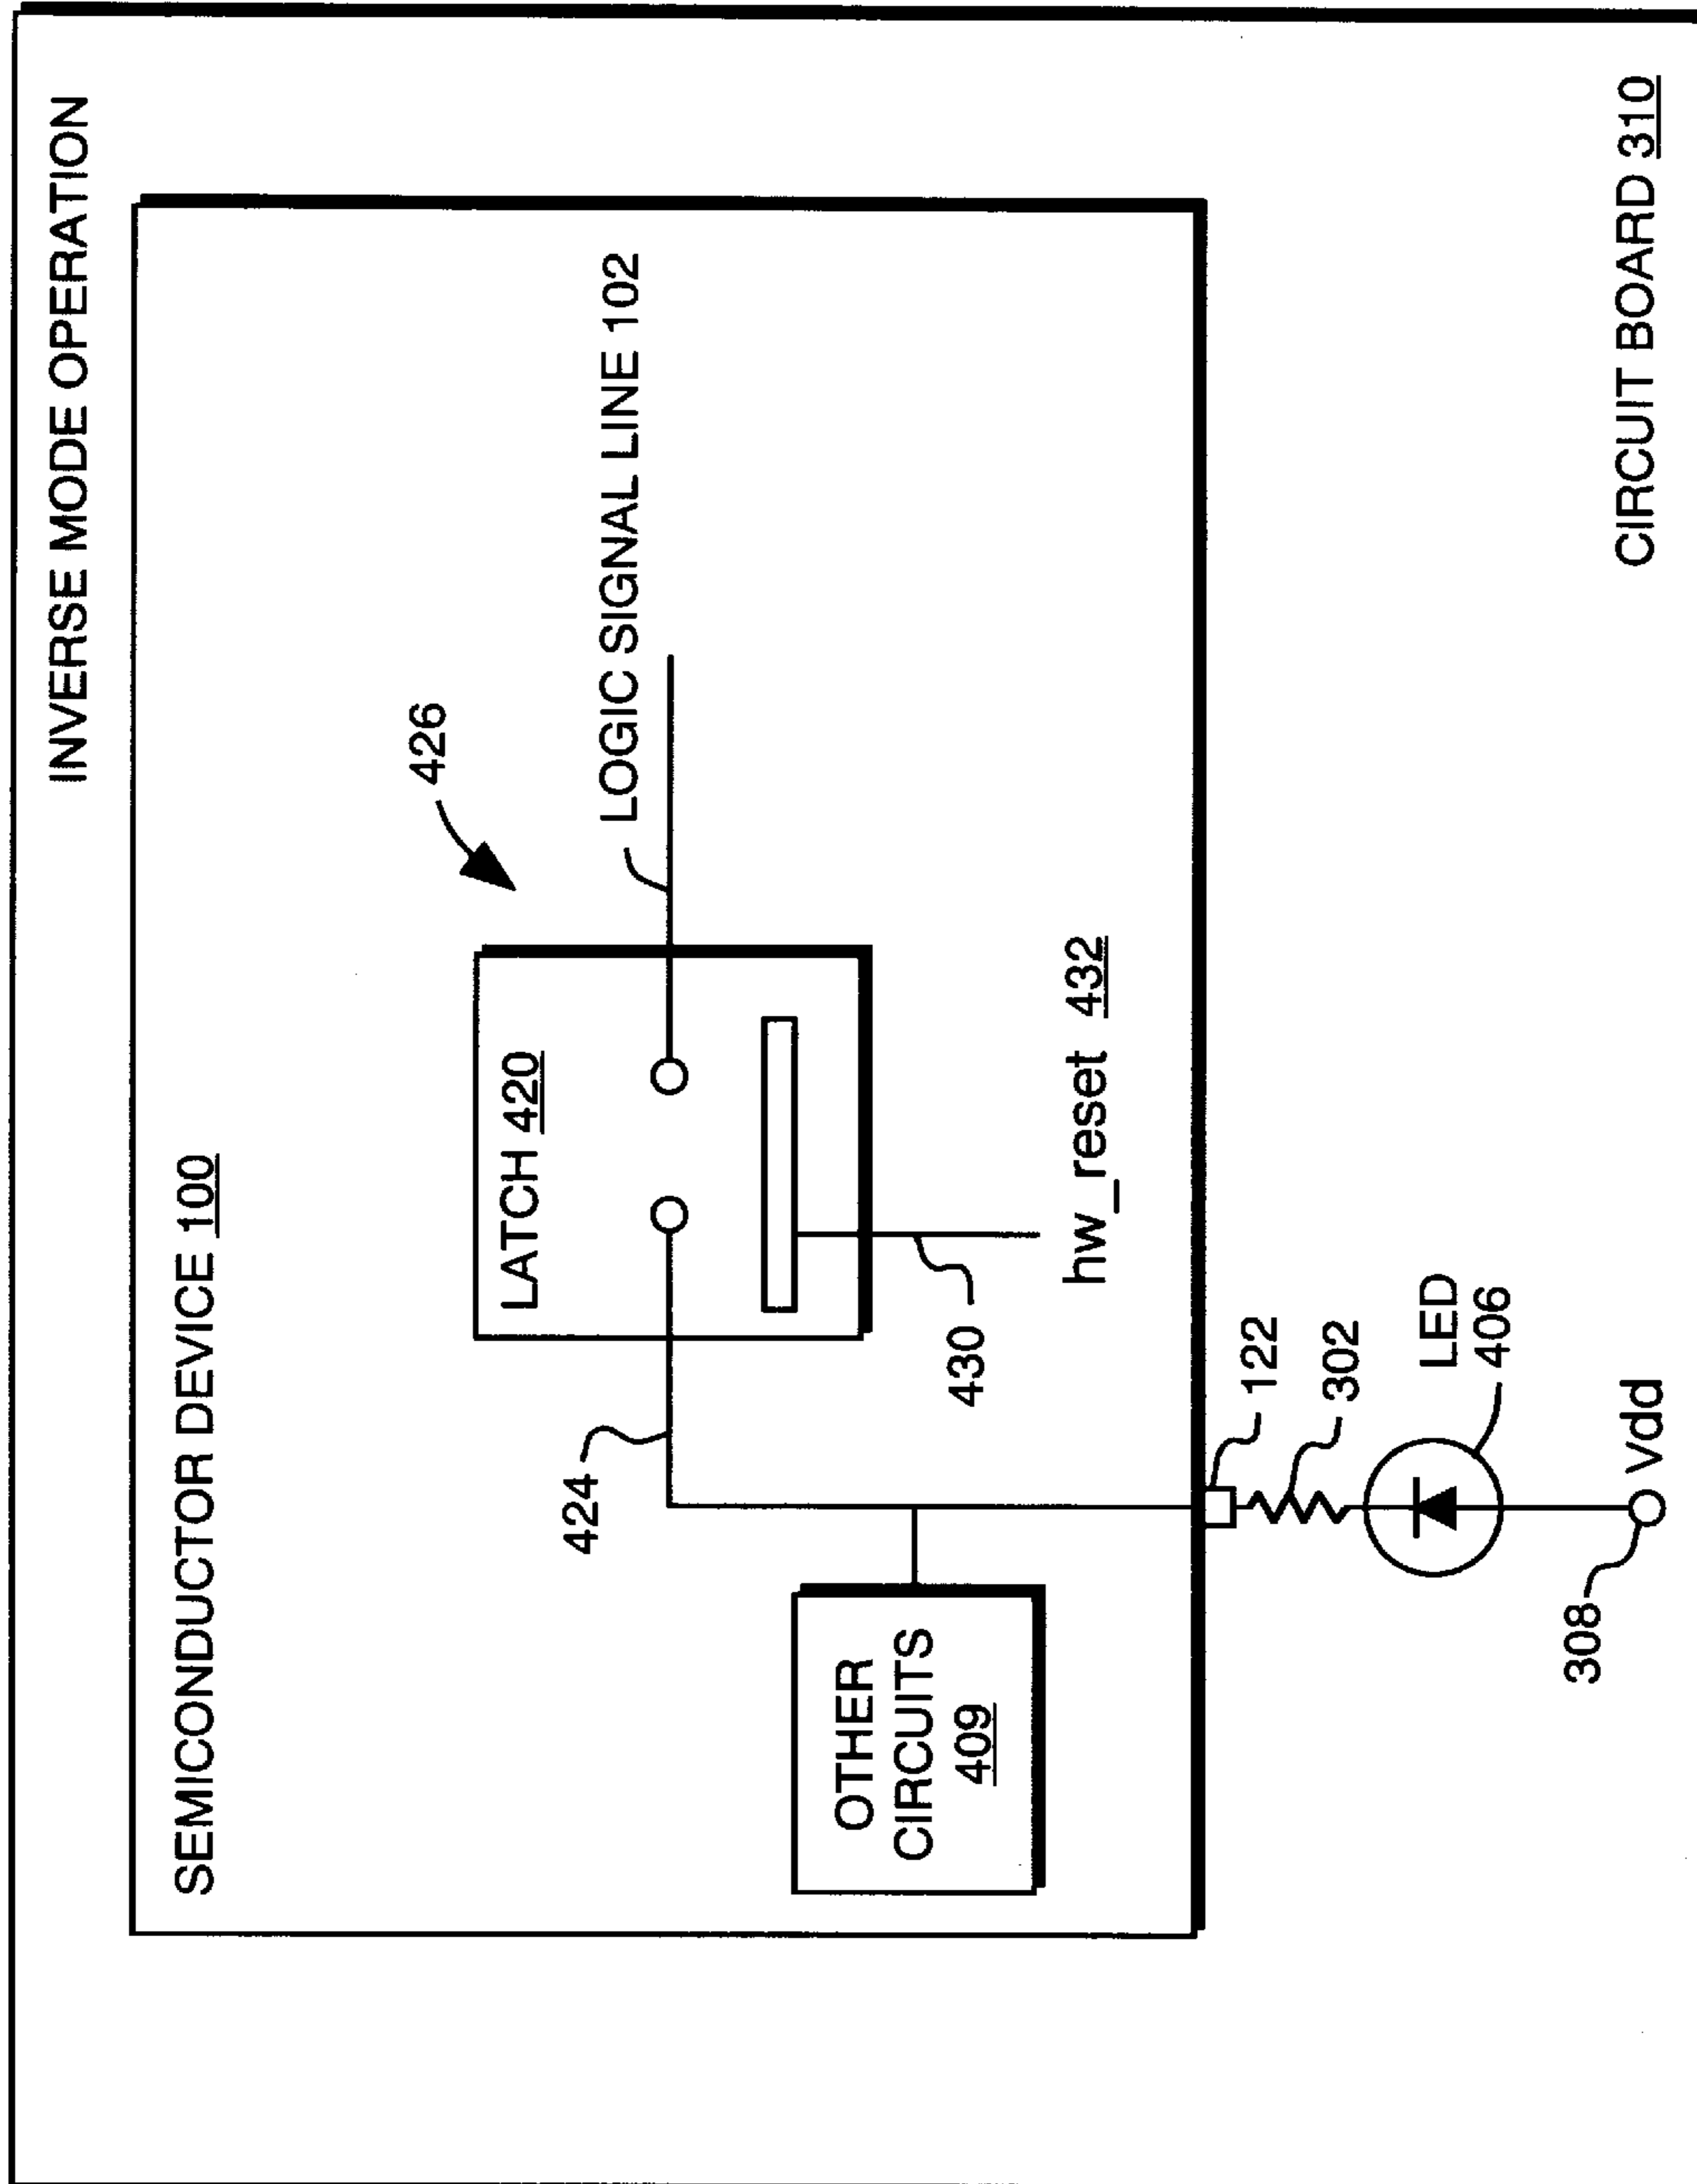 INVERSE MODE OPERATION
SEMICONDUCTOR DEVICE 100
426
LATCH 420
LOGIC SIGNAL LINE 102
424
OTHER
CIRCUITS
409
430
hw_reset 432
122
302
LED
406
308
Vdd
CIRCUIT BOARD 310